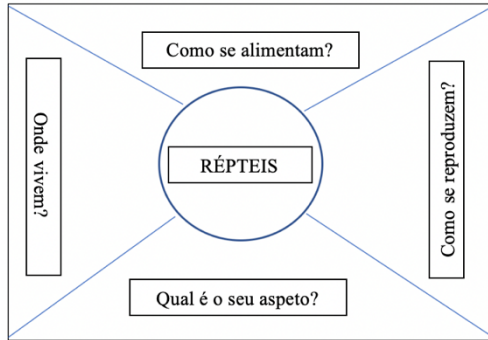 Como se alimentam?
Onde vivem?
RÉPTEIS
Como se reproduzem?
Qual é o seu aspeto?